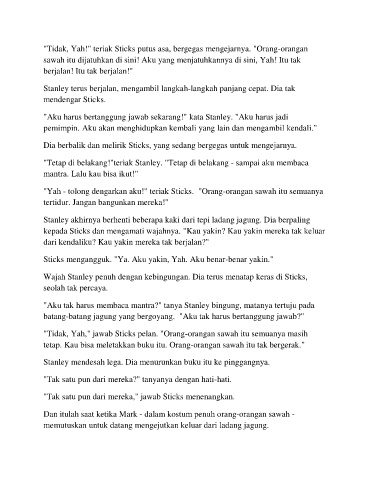 "Tidak, Yah!" teriak Sticks putus asa, bergegas mengejarnya. "Orang-orangan
sawah itu dijatuhkan di sini! Aku yang menjatuhkannya di sini, Yah! Itu tak
berjalan! Itu tak berjalan!"
Stanley terus berjalan, mengambil langkah-langkah panjang cepat. Dia tak
mendengar Sticks.
"Aku harus bertanggung jawab sekarang!" kata Stanley. "Aku harus jadi
pemimpin. Aku akan menghidupkan kembali yang lain dan mengambil kendali."
Dia berbalik dan melirik Sticks, yang sedang bergegas untuk mengejarnya.
"Tetap di belakang!"teriak Stanley. "Tetap di belakang - sampai aku membaca
mantra. Lalu kau bisa ikut!"
"Yah - tolong dengarkan aku!" teriak Sticks.  "Orang-orangan sawah itu semuanya
tertidur. Jangan bangunkan mereka!"
Stanley akhirnya berhenti beberapa kaki dari tepi ladang jagung. Dia berpaling
kepada Sticks dan mengamati wajahnya. "Kau yakin? Kau yakin mereka tak keluar
dari kendaliku? Kau yakin mereka tak berjalan?"
Sticks mengangguk. "Ya. Aku yakin, Yah. Aku benar-benar yakin."
Wajah Stanley penuh dengan kebingungan. Dia terus menatap keras di Sticks,
seolah tak percaya.
"Aku tak harus membaca mantra?" tanya Stanley bingung, matanya tertuju pada
batang-batang jagung yang bergoyang.  "Aku tak harus bertanggung jawab?"
"Tidak, Yah," jawab Sticks pelan. "Orang-orangan sawah itu semuanya masih
tetap. Kau bisa meletakkan buku itu. Orang-orangan sawah itu tak bergerak."
Stanley mendesah lega. Dia menurunkan buku itu ke pinggangnya.
"Tak satu pun dari mereka?" tanyanya dengan hati-hati.
"Tak satu pun dari mereka," jawab Sticks menenangkan.
Dan itulah saat ketika Mark - dalam kostum penuh orang-orangan sawah -
memutuskan untuk datang mengejutkan keluar dari ladang jagung.